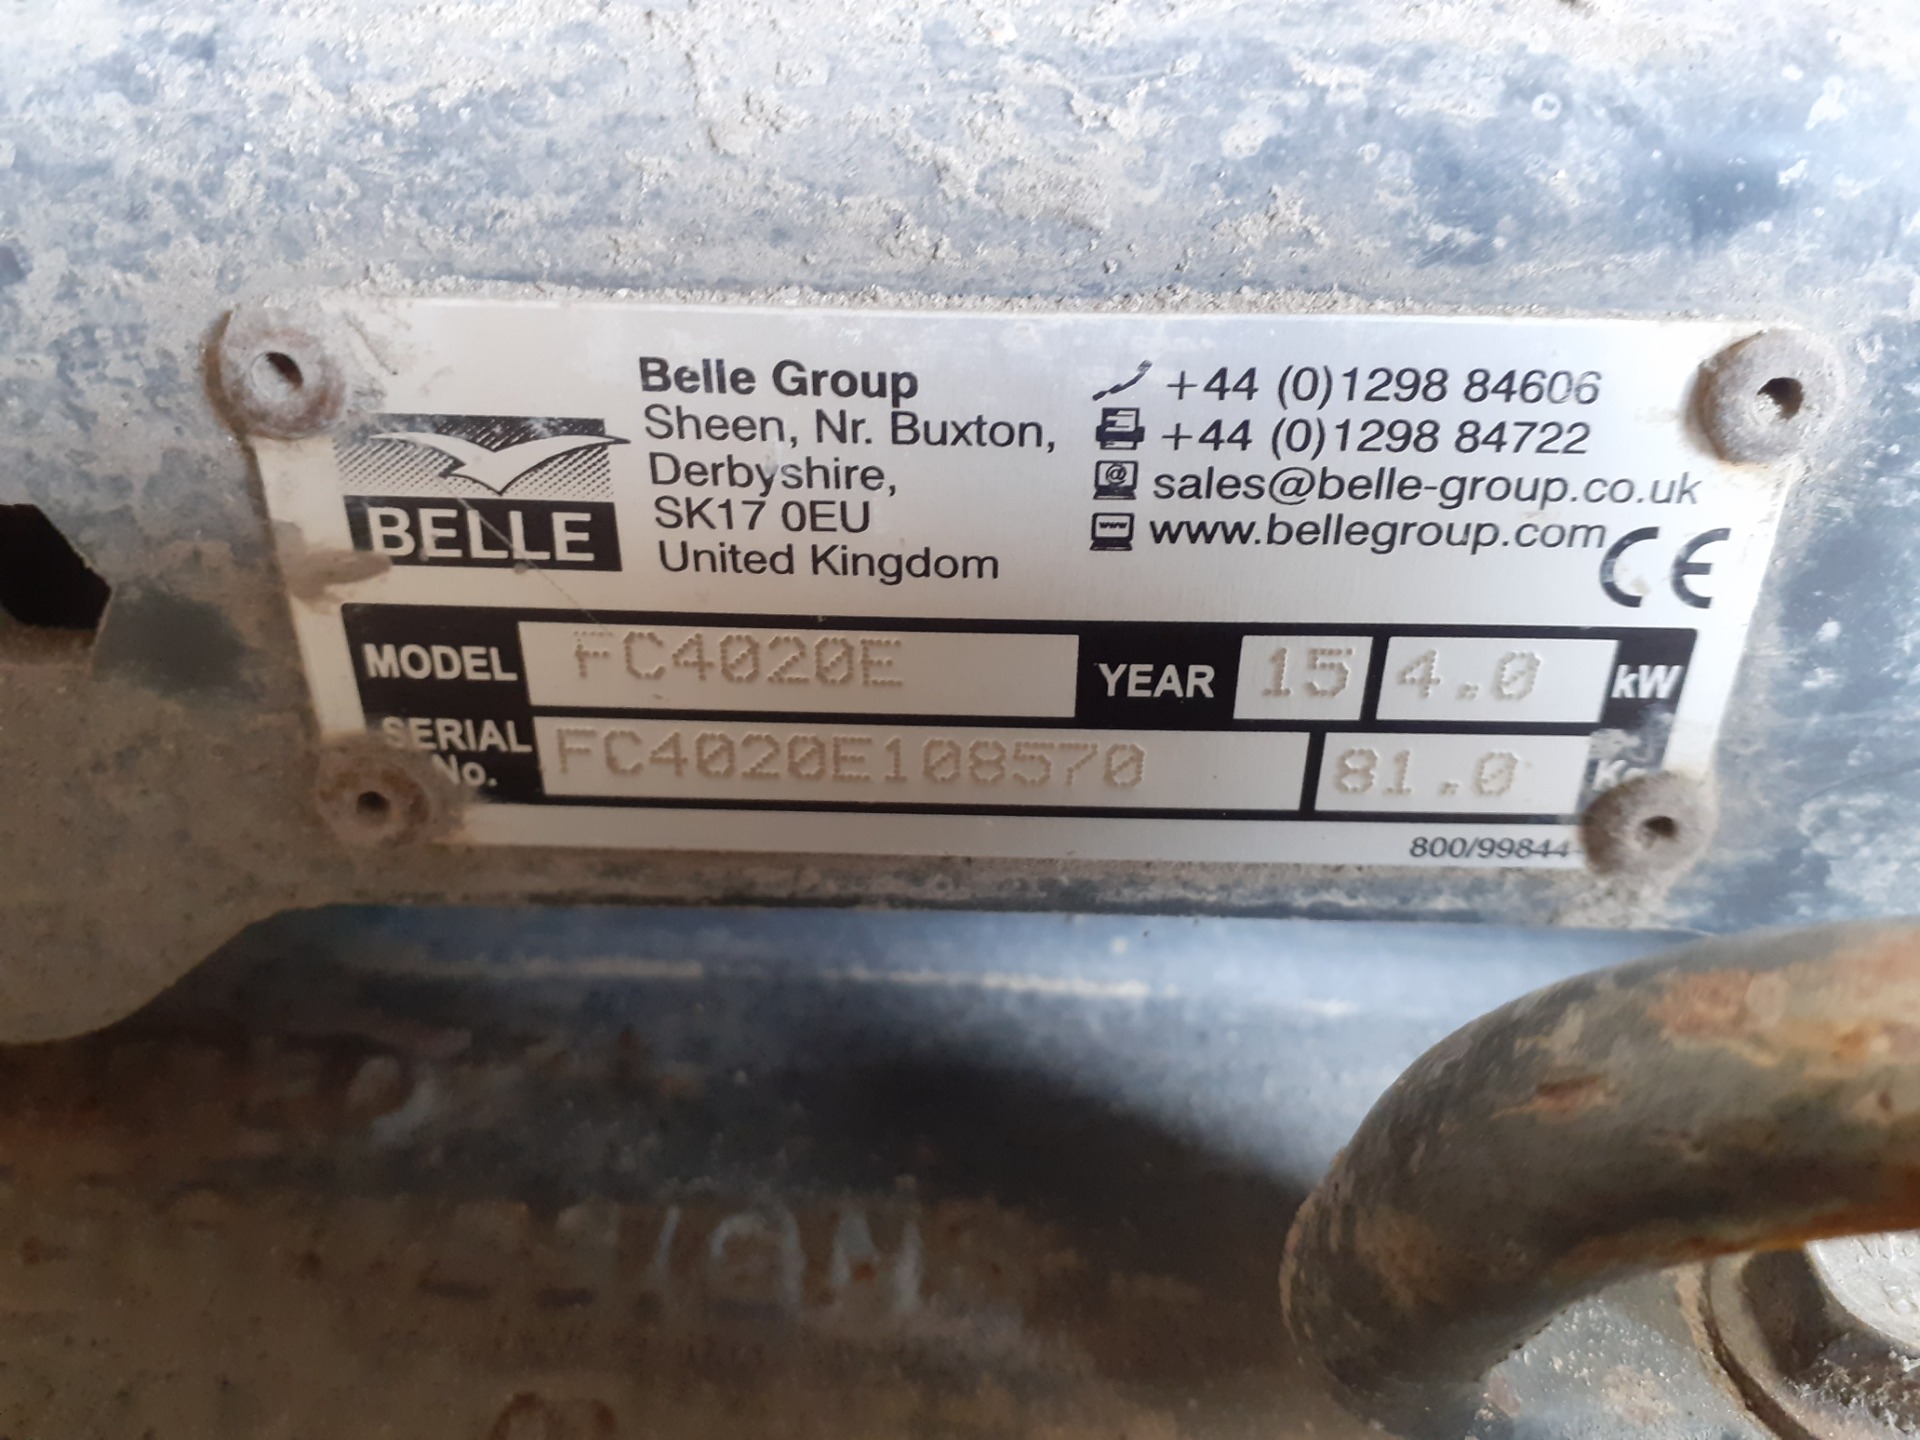 Belle Group
Sheen, Nr. Buxton,
Derbyshire,
SK17 0EU
United Kingdom
+44 (0)1298 84606
+44 (0)1298 84722
sales@belle-group.co.uk
www.bellegroup.com
CE
BELLE
MODEL FC4020E YEAR 15 4.0 kW
SERIAL No. FC4020E108570 81.0 Kg
800/99844